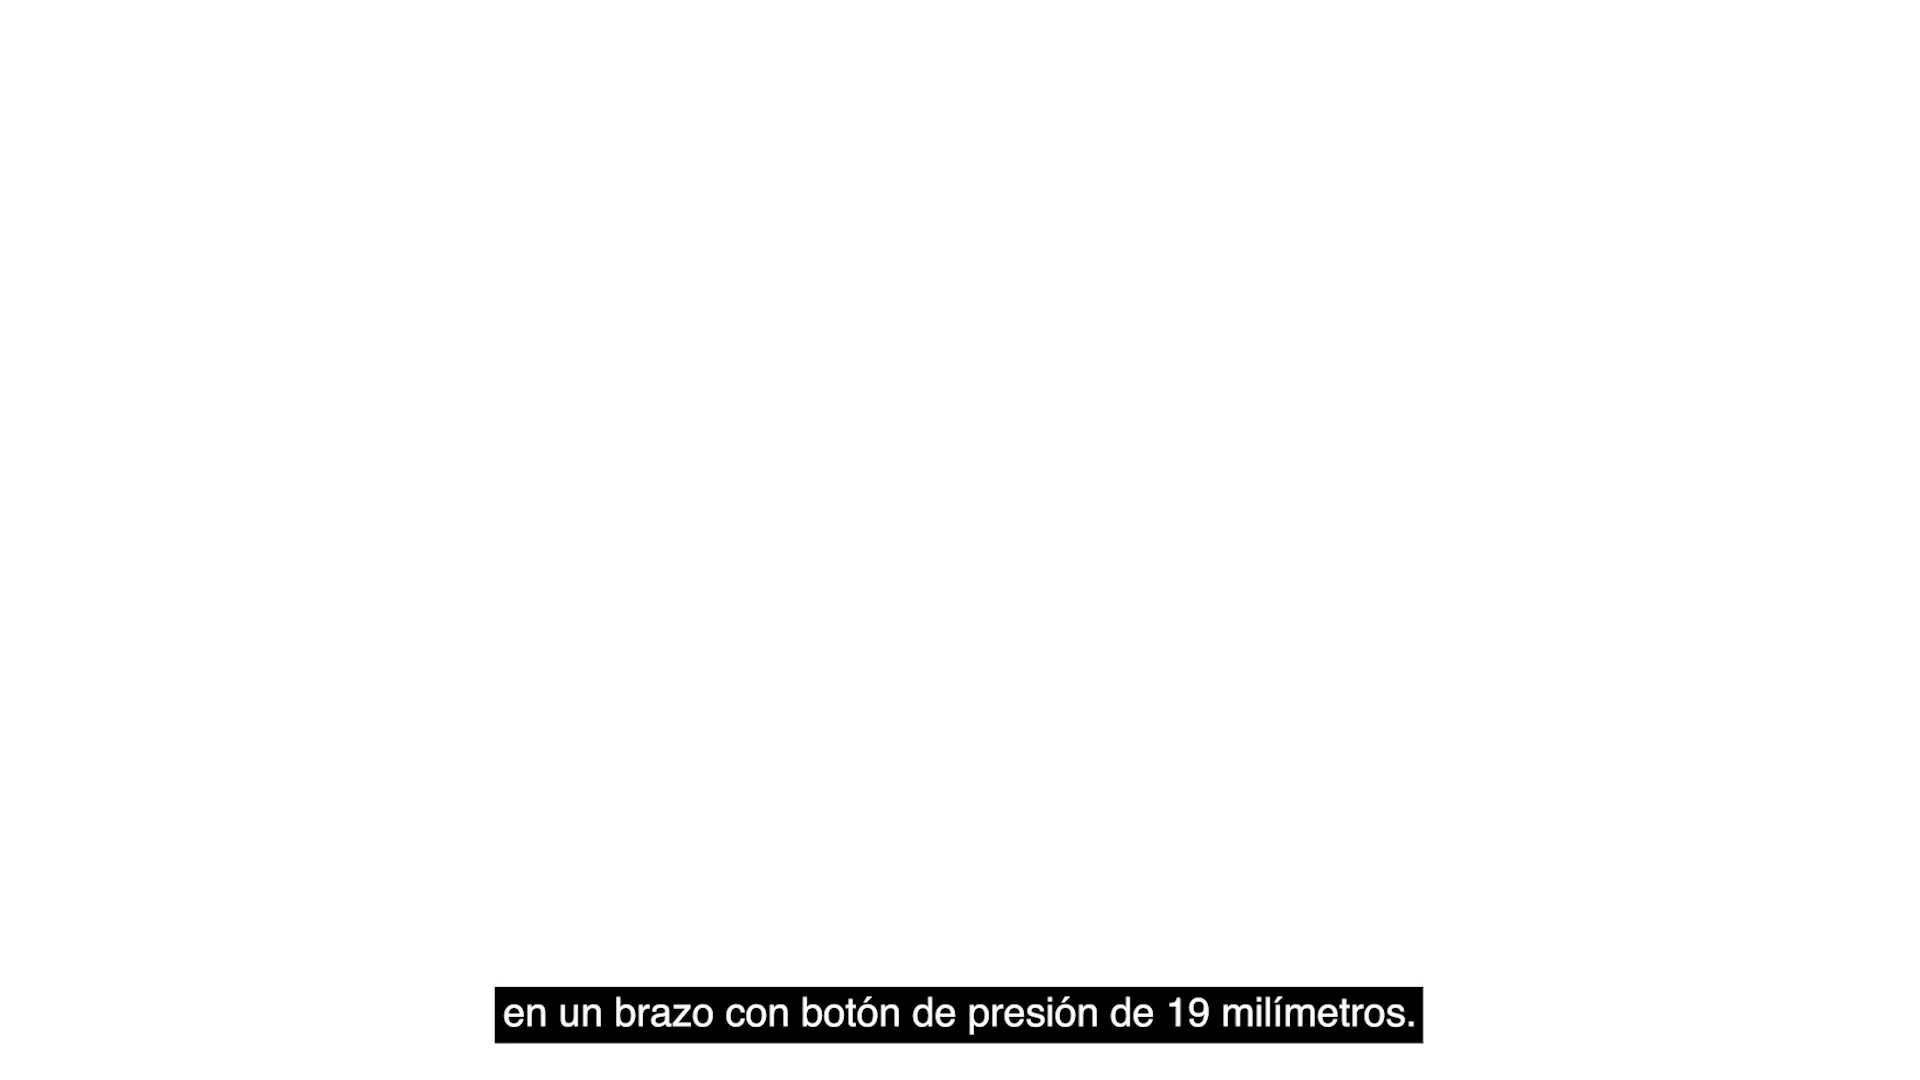 en un brazo con botón de presión de 19 milímetros.